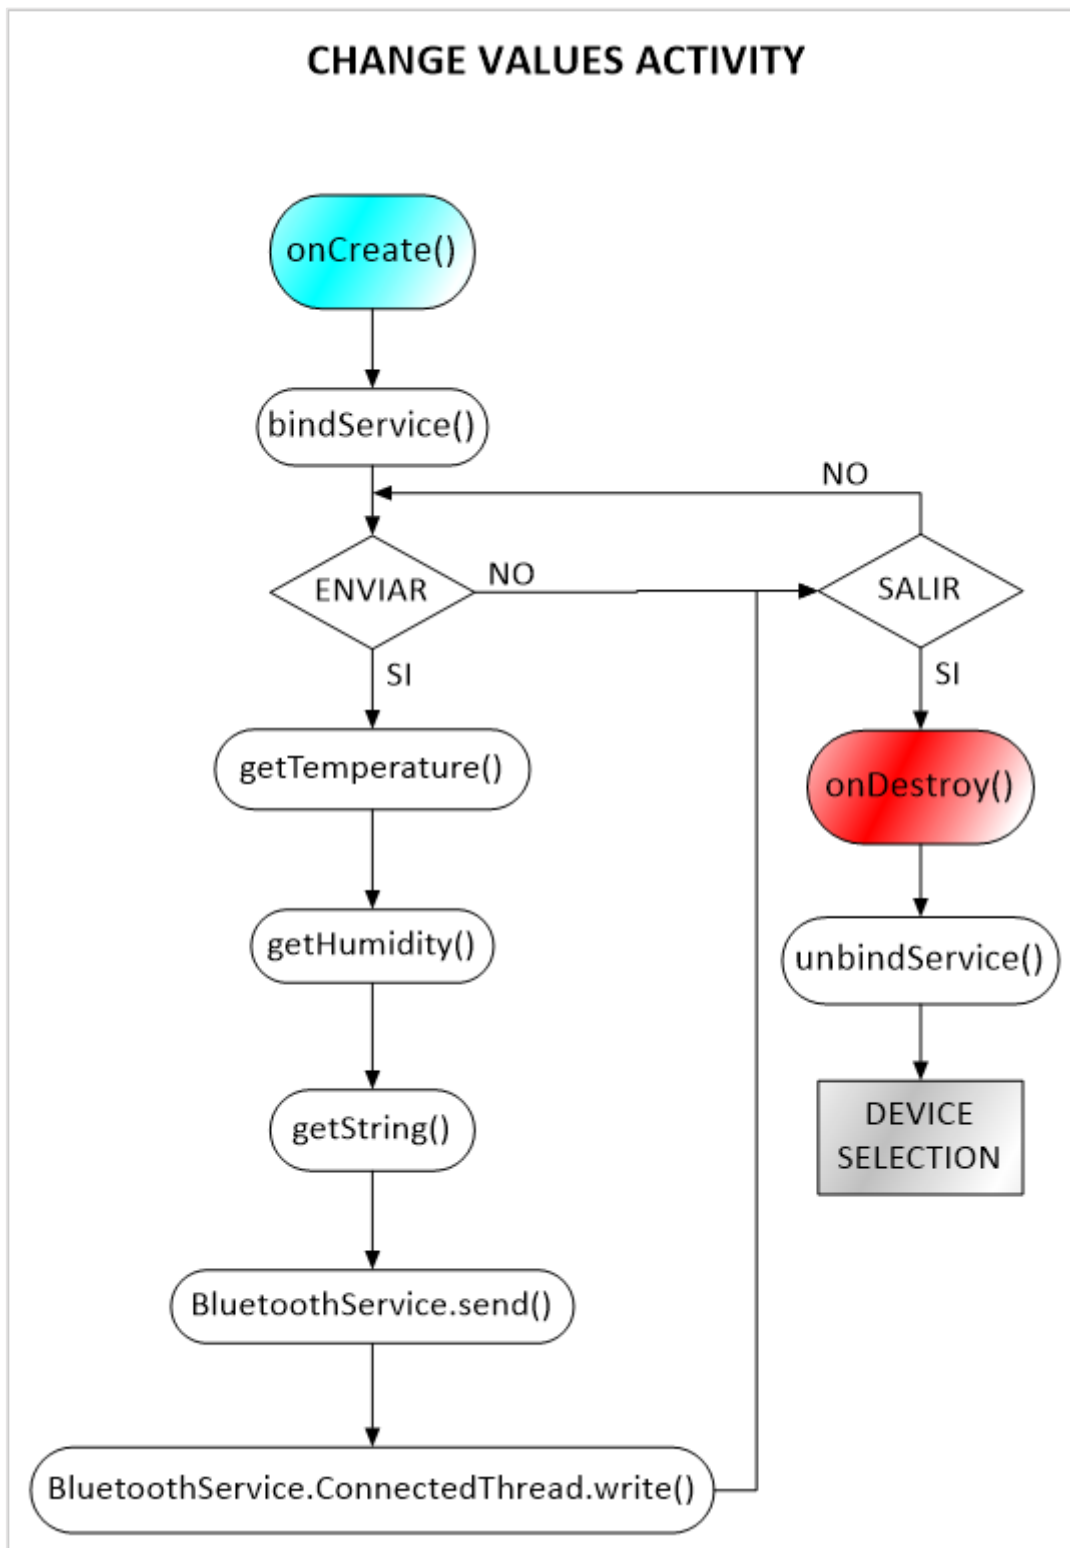 CHANGE VALUES ACTIVITY
onCreate()
bindService()
NO
ENVIAR
NO
SALIR
SI
SI
getTemperature()
onDestroy()
getHumidity()
unbindService()
getString()
DEVICE
SELECTION
BluetoothService.send()
BluetoothService.ConnectedThread.write()